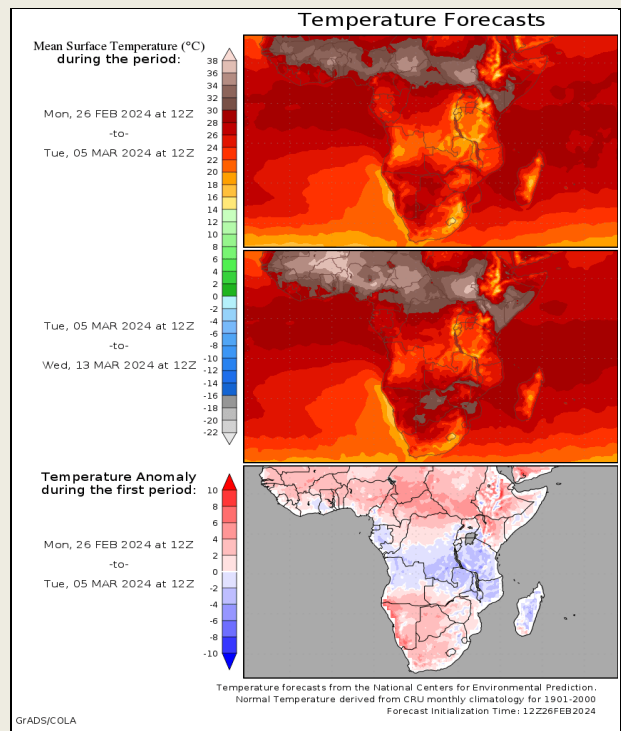 Temperature Forecasts
Mean Surface Temperature (°C)
during the period:
38
36
34
32
30
28
26
24
22
20
18
16
14
12
10
8
6
4
2
0
-2
-4
-6
-8
-10
-12
-14
-16
-18
-20
-22
Mon, 26 FEB 2024 at 12Z
-to-
Tue, 05 MAR 2024 at 12Z
Tue, 05 MAR 2024 at 12Z
-to-
Wed, 13 MAR 2024 at 12Z
Temperature Anomaly
during the first period:
10
8
6
4
2
0
-2
-4
-6
-8
-10
Mon, 26 FEB 2024 at 12Z
-to-
Tue, 05 MAR 2024 at 12Z
Temperature forecasts from the National Centers for Environmental Prediction.
Normal Temperature derived from CRU monthly climatology for 1901-2000
Forecast Initialization Time: 12Z26FEB2024
GrADS/COLA